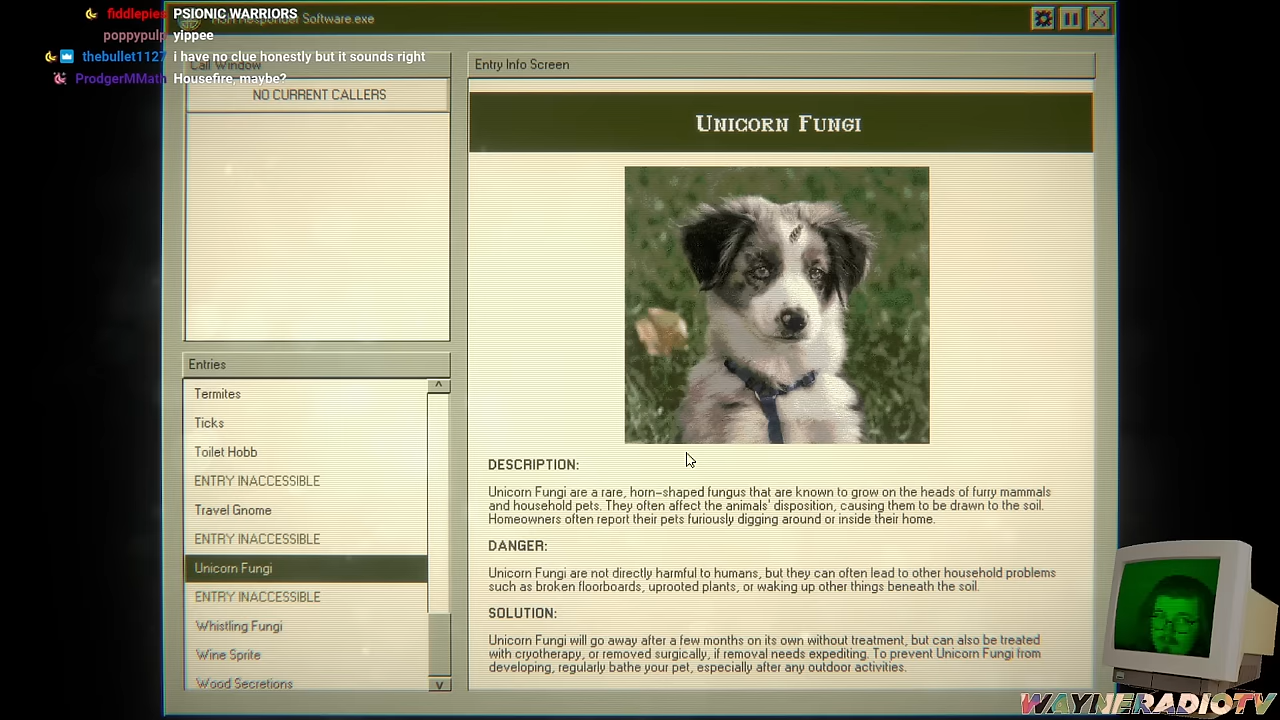 fiddlepie PSIONIC WARRIORS
poppypulp yippee
thebullet1127 i have no clue honestly but it sounds right
ProdgerMMath Housefire, maybe?
Responder Software.exe
Call Window
NO CURRENT CALLERS
Entries
Termites
Ticks
Toilet Hobb
ENTRY INACCESSIBLE
Travel Gnome
ENTRY INACCESSIBLE
Unicorn Fungi
ENTRY INACCESSIBLE
Whistling Fungi
Wine Sprite
Wood Secretions
Entry Info Screen
Unicorn Fungi
DESCRIPTION:
Unicorn Fungi are a rare, horn-shaped fungus that are known to grow on the heads of furry mammals
and household pets. They often affect the animals' disposition, causing them to be drawn to the soil.
Homeowners often report their pets furiously digging around or inside their home.
DANGER:
Unicorn Fungi are not directly harmful to humans, but they can often lead to other household problems
such as broken floorboards, uprooted plants, or waking up other things beneath the soil.
SOLUTION:
Unicorn Fungi will go away after a few months on its own without treatment, but can also be treated
with cryotherapy, or removed surgically, if removal needs expediting. To prevent Unicorn Fungi from
developing, regularly bathe your pet, especially after any outdoor activities.
WAYNERADIOTV